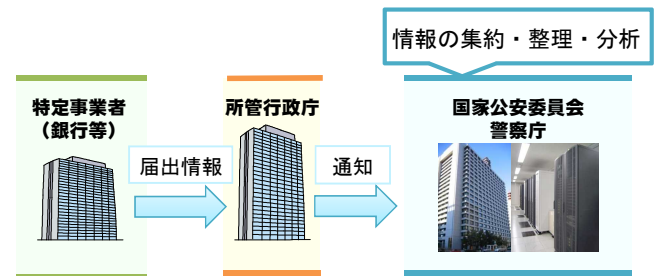 情報の集約・整理・分析
特定事業者
（銀行等）
届出情報
所管行政庁
通知
国家公安委員会
警察庁